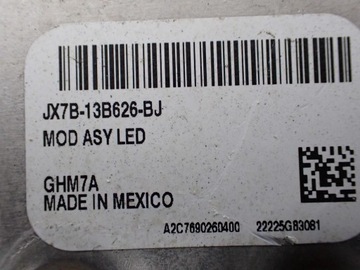 JX7B-13B626-BJ
MOD ASY LED
GHM7A
MADE IN MEXICO
A2C7690260400 22225GB3081